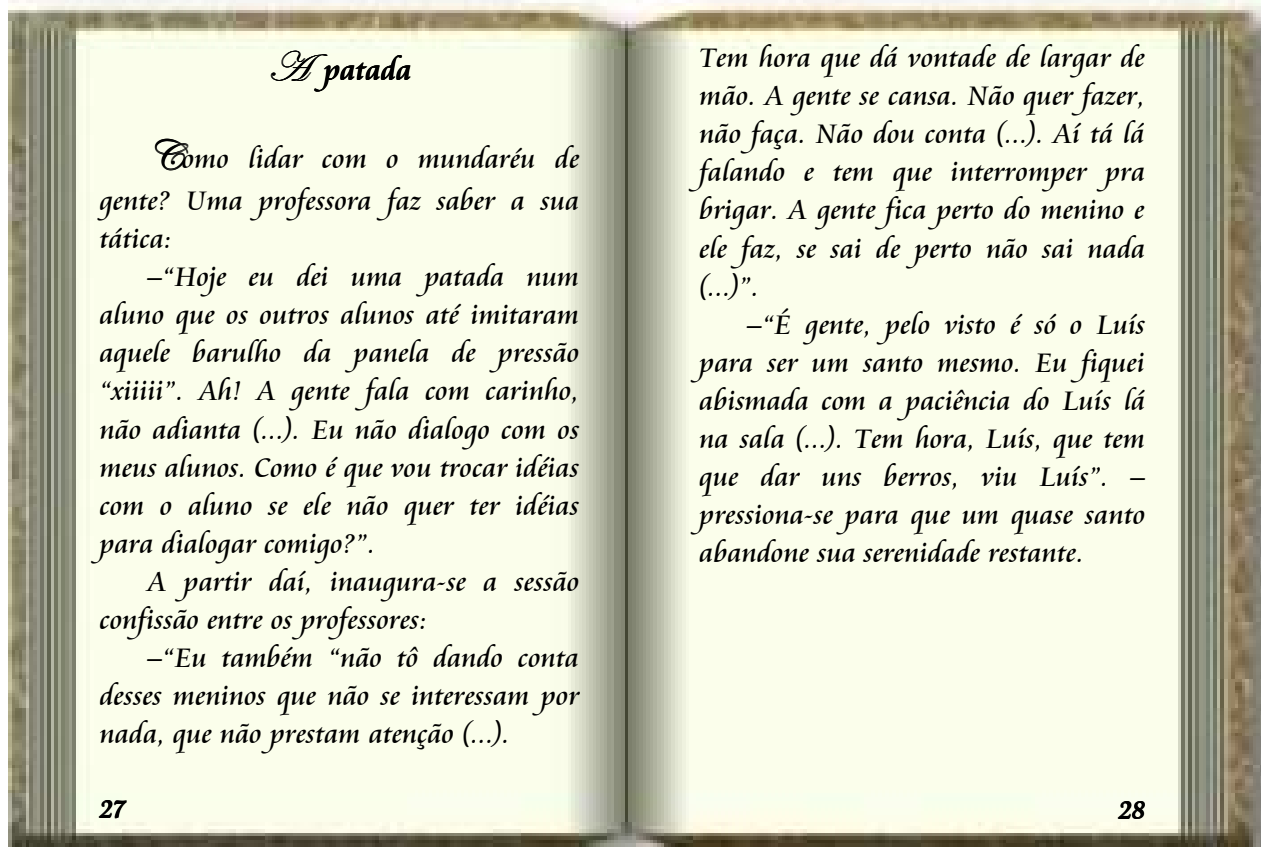 A patada
Como lidar com o mundaréu de
gente? Uma professora faz saber a sua
tática:
–“Hoje eu dei uma patada num
aluno que os outros alunos até imitaram
aquele barulho da panela de pressão
“xiiiii”. Ah! A gente fala com carinho,
não adianta (...). Eu não dialogo com os
meus alunos. Como é que vou trocar idéias
com o aluno se ele não quer ter idéias
para dialogar comigo?”.
A partir daí, inaugura-se a sessão
confissão entre os professores:
–“Eu também “não tô dando conta
desses meninos que não se interessam por
nada, que não prestam atenção (...).
27
Tem hora que dá vontade de largar de
mão. A gente se cansa. Não quer fazer,
não faça. Não dou conta (...). Aí tá lá
falando e tem que interromper pra
brigar. A gente fica perto do menino e
ele faz, se sai de perto não sai nada
(...)”.
–“É gente, pelo visto é só o Luís
para ser um santo mesmo. Eu fiquei
abismada com a paciência do Luís lá
na sala (...). Tem hora, Luís, que tem
que dar uns berros, viu Luís”. –
pressiona-se para que um quase santo
abandone sua serenidade restante.
28